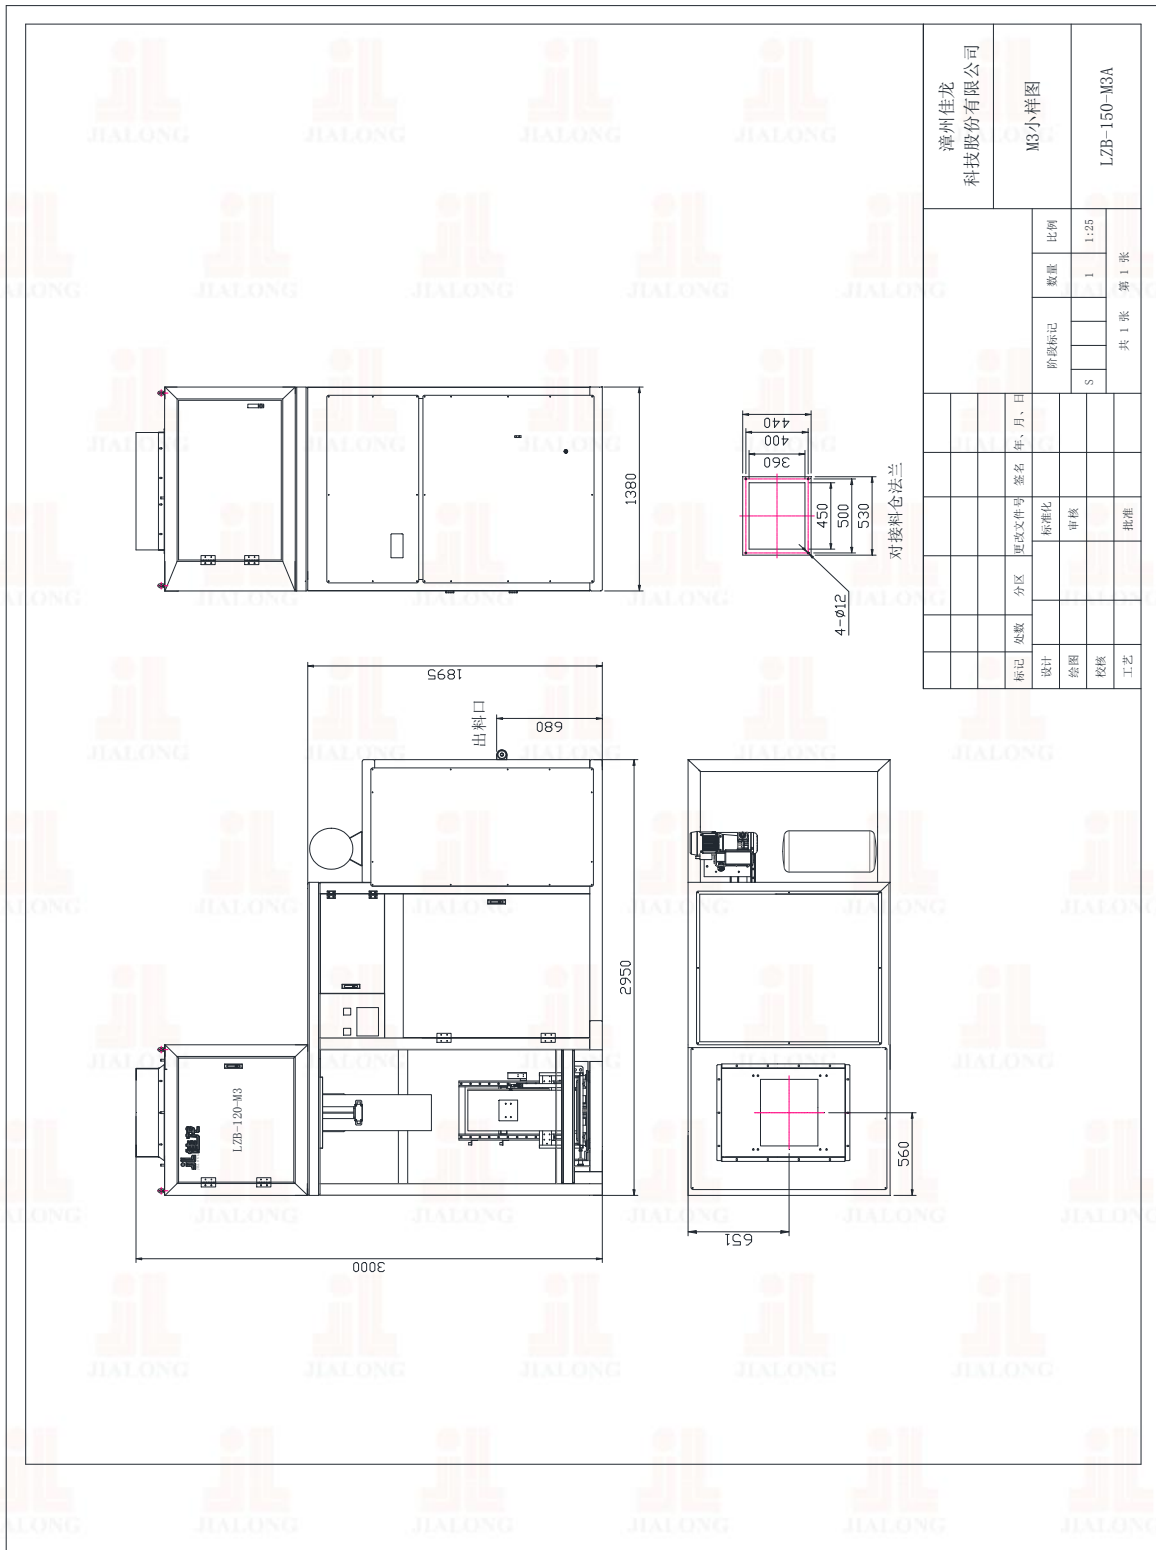 漳州佳龙
科技股份有限公司
M3小样图
LZB-150-M3A
比例
数量
阶段标记
1:25
1
S
共 1 张 第 1 张
标记
处数
分区
更改文件号
签名
年、月、日
设计
标准化
绘图
审核
校核
工艺
批准
1380
440
400
360
450
500
530
4-Ø12
对接料仓法兰
1895
出料口
680
2950
佳龙
LZB-120-M3
3000
560
651
JIALONG